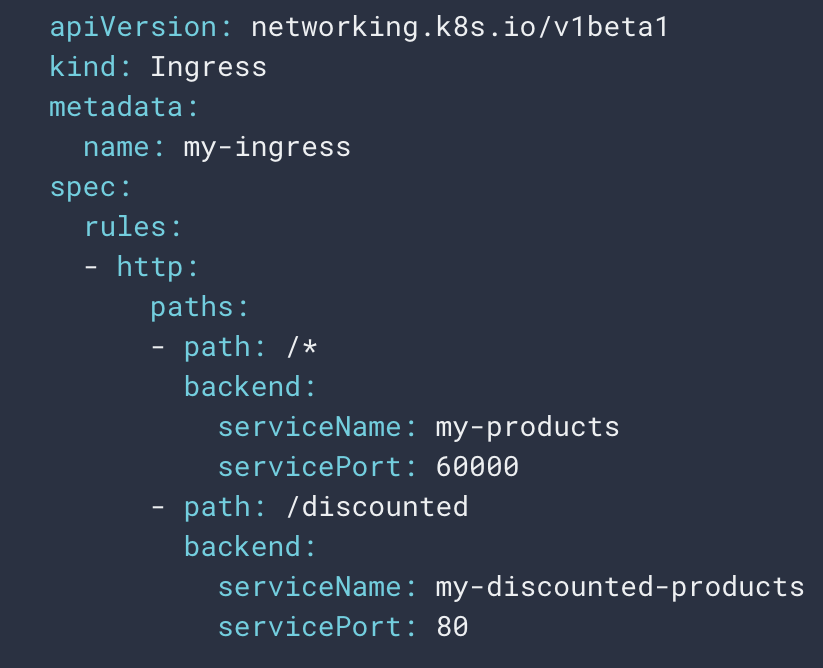 apiVersion: networking.k8s.io/v1beta1
kind: Ingress
metadata:
  name: my-ingress
spec:
  rules:
  - http:
      paths:
      - path: /*
        backend:
          serviceName: my-products
          servicePort: 60000
      - path: /discounted
        backend:
          serviceName: my-discounted-products
          servicePort: 80